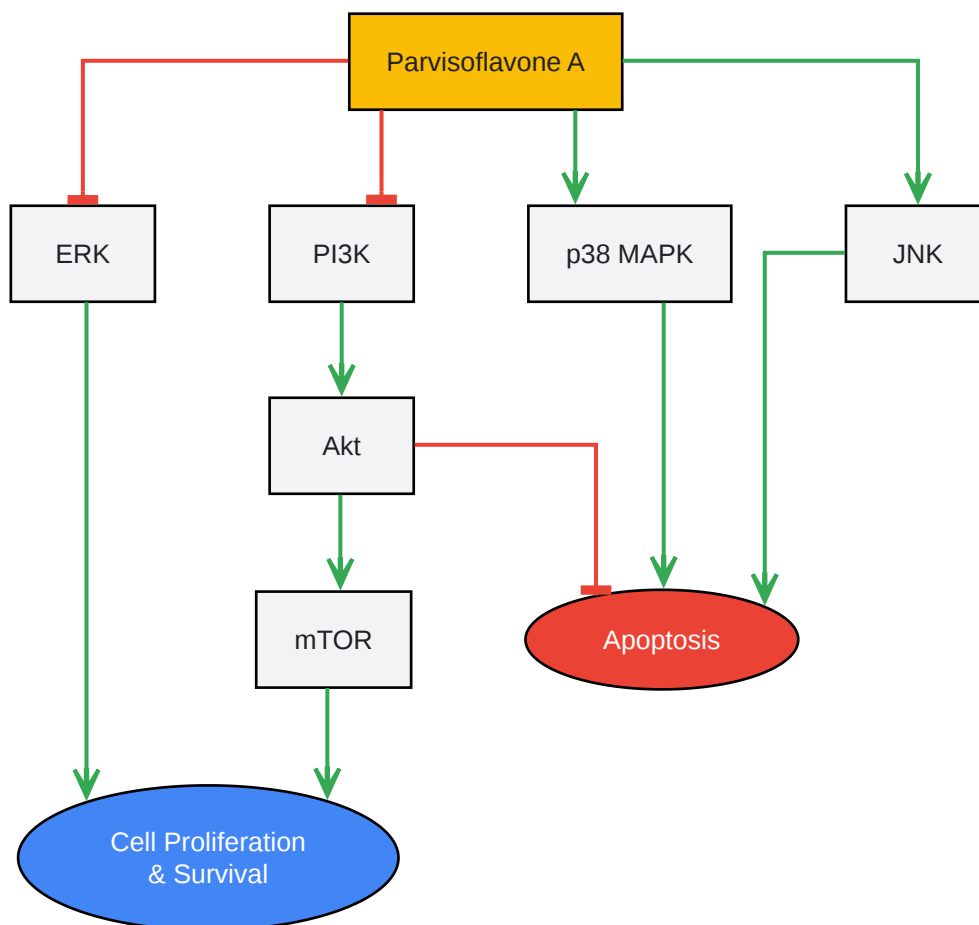 Parvisoflavone A
ERK
PI3K
p38 MAPK
JNK
Akt
mTOR
Apoptosis
Cell Proliferation
& Survival